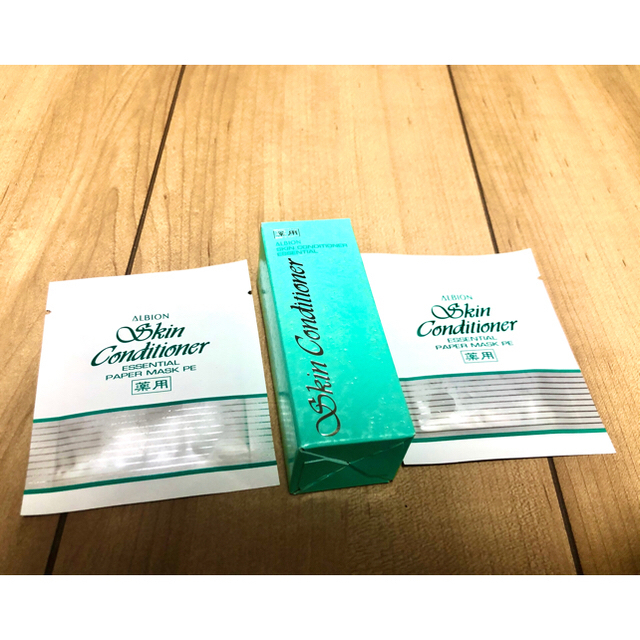 ALBION
Skin
Conditioner
ESSENTIAL
PAPER MASK PE
薬用
薬用
ALBION
SKIN CONDITIONER
ESSENTIAL
Skin Conditioner
ALBION
Skin
Conditioner
ESSENTIAL
PAPER MASK PE
薬用